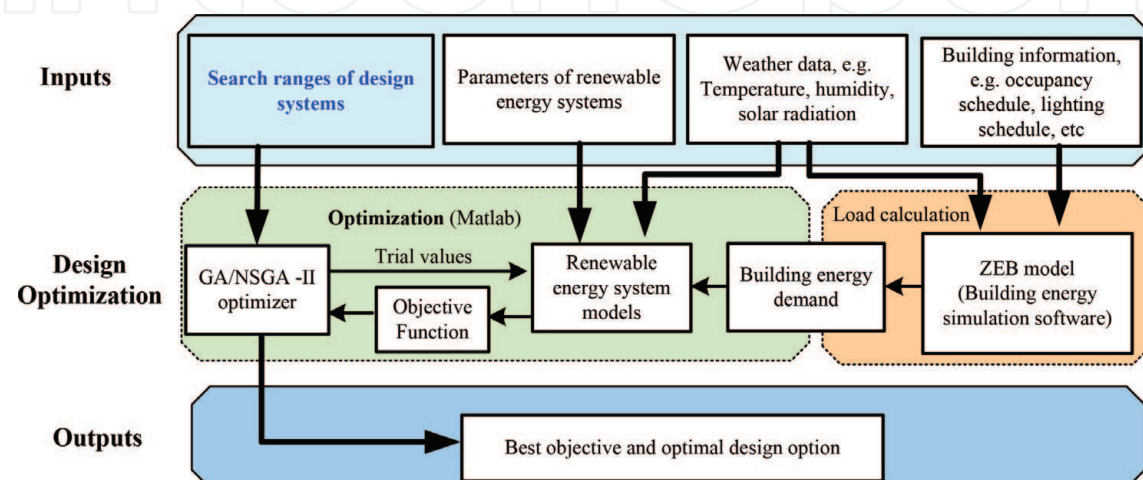 Inputs
Search ranges of design
systems
Parameters of renewable
energy systems
Weather data, e.g.
Temperature, humidity,
solar radiation
Building information,
e.g. occupancy
schedule, lighting
schedule, etc
Design
Optimization
Optimization (Matlab)
Load calculation
GA/NSGA -II
optimizer
Trial values
Objective
Function
Renewable
energy system
models
Building energy
demand
ZEB model
(Building energy
simulation software)
Outputs
Best objective and optimal design option